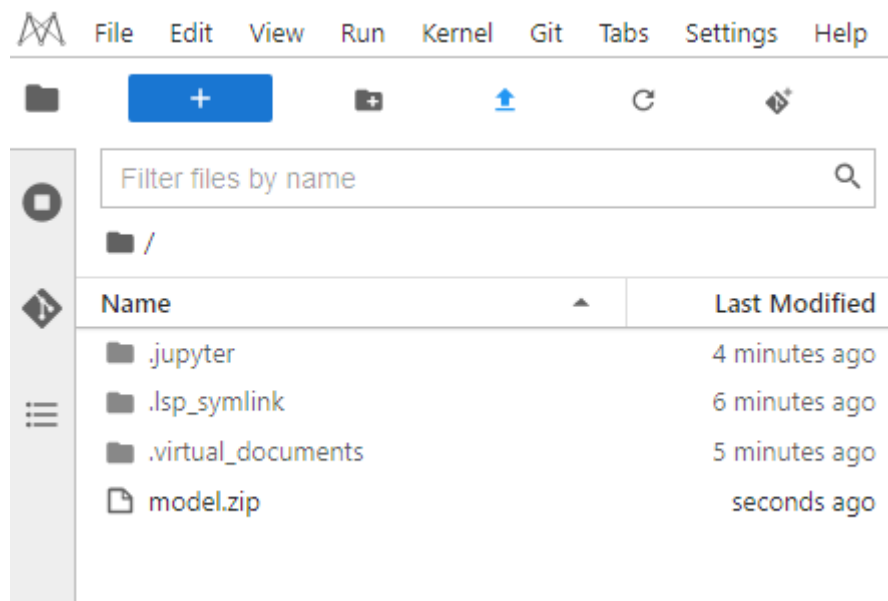 File Edit View Run Kernel Git Tabs Settings Help
Filter files by name
/
Name Last Modified
.jupyter 4 minutes ago
.lsp_symlink 6 minutes ago
.virtual_documents 5 minutes ago
model.zip seconds ago